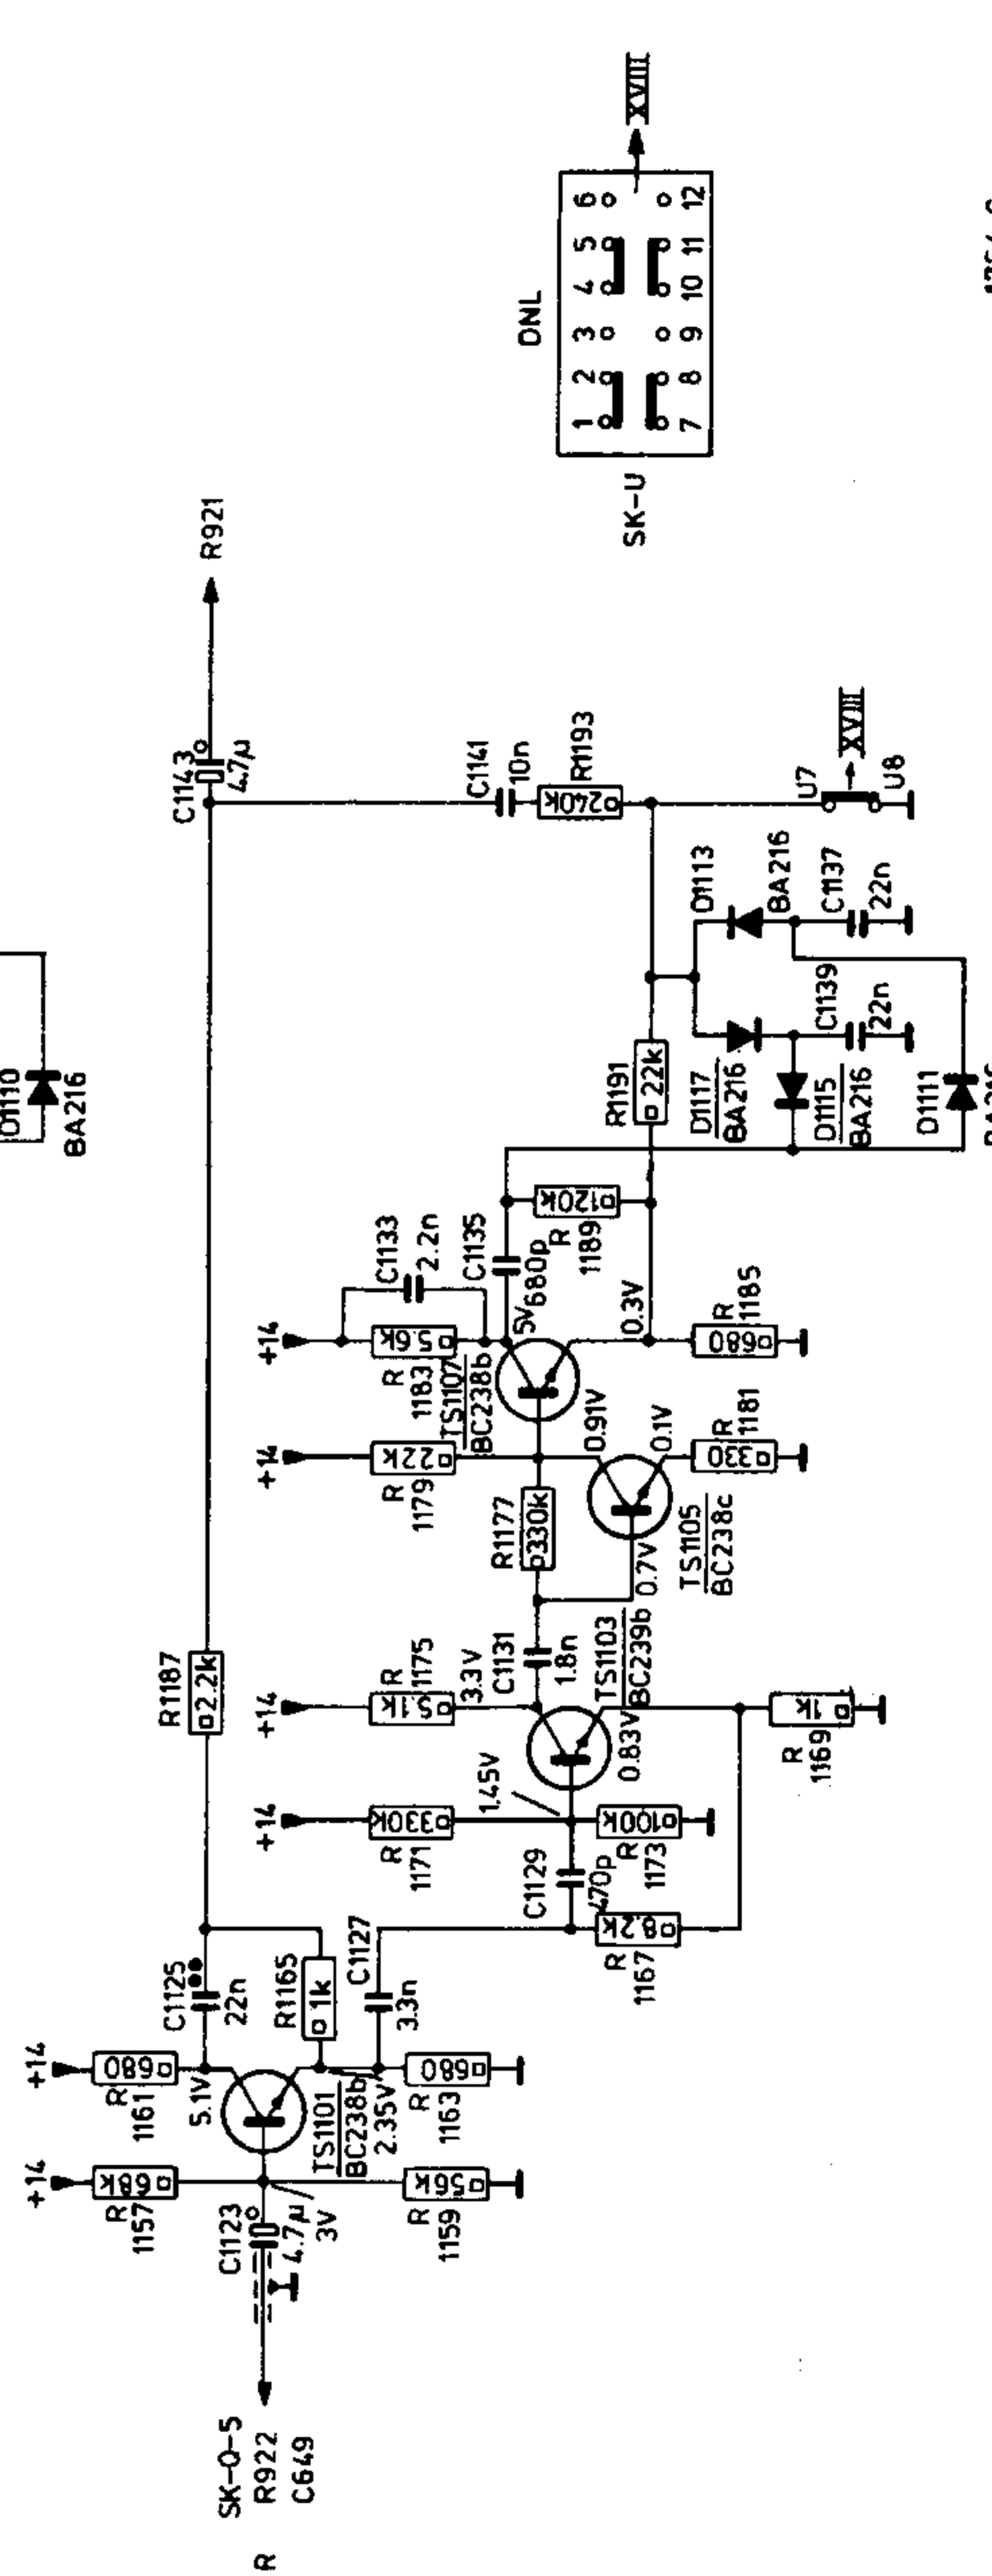 R
SK-O-5
R922
C649
C1123
4.7µ
3V
+14
R
1157
68k
R
1159
56k
+14
R
1161
680
5.1V
TS1101
BC238b
2.35V
R
1163
680
C1125
22n
R1165
1k
C1127
3.3n
R1187
2.2k
C1129
470p
R
1167
8.2k
+14
R
1171
330k
1.45V
R
1173
100k
+14
R
1175
5.1k
3.3V
TS1103
BC239b
0.83V
R
1169
1k
C1131
1.8n
R1177
330k
0.7V
TS1105
BC238c
+14
R
1179
22k
0.91V
0.1V
R
1181
330
+14
R
1183
5.6k
TS1107
BC238b
C1133
2.2n
5V
0.3V
R
1185
680
C1135
680p
R
1189
120k
R1191
22k
D1117
BA216
D1115
BA216
D1111
C1139
22n
D1113
BA216
C1137
22n
C1141
10n
R1193
240k
U7
U8
XVIII
C1143
4.7µ
R921
D1110
BA216
SK-U
DNL
1 2 3 4 5 6
7 8 9 10 11 12
XVIII